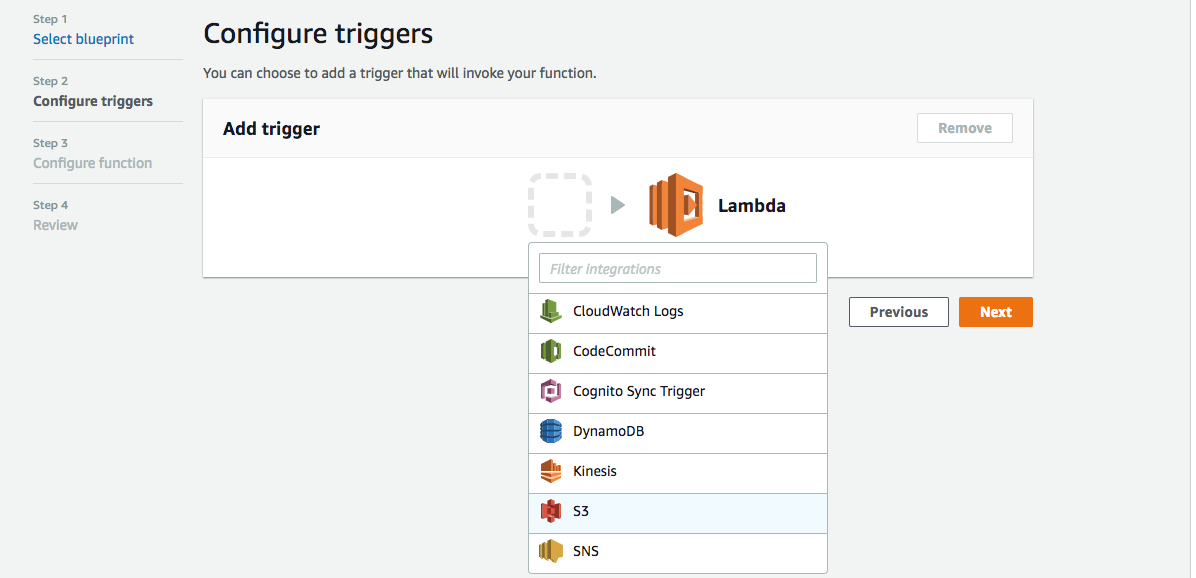 Step 1
Select blueprint
Step 2
Configure triggers
Step 3
Configure function
Step 4
Review
Configure triggers
You can choose to add a trigger that will invoke your function.
Add trigger
Remove
Lambda
Filter integrations
CloudWatch Logs
CodeCommit
Cognito Sync Trigger
DynamoDB
Kinesis
S3
SNS
Previous
Next